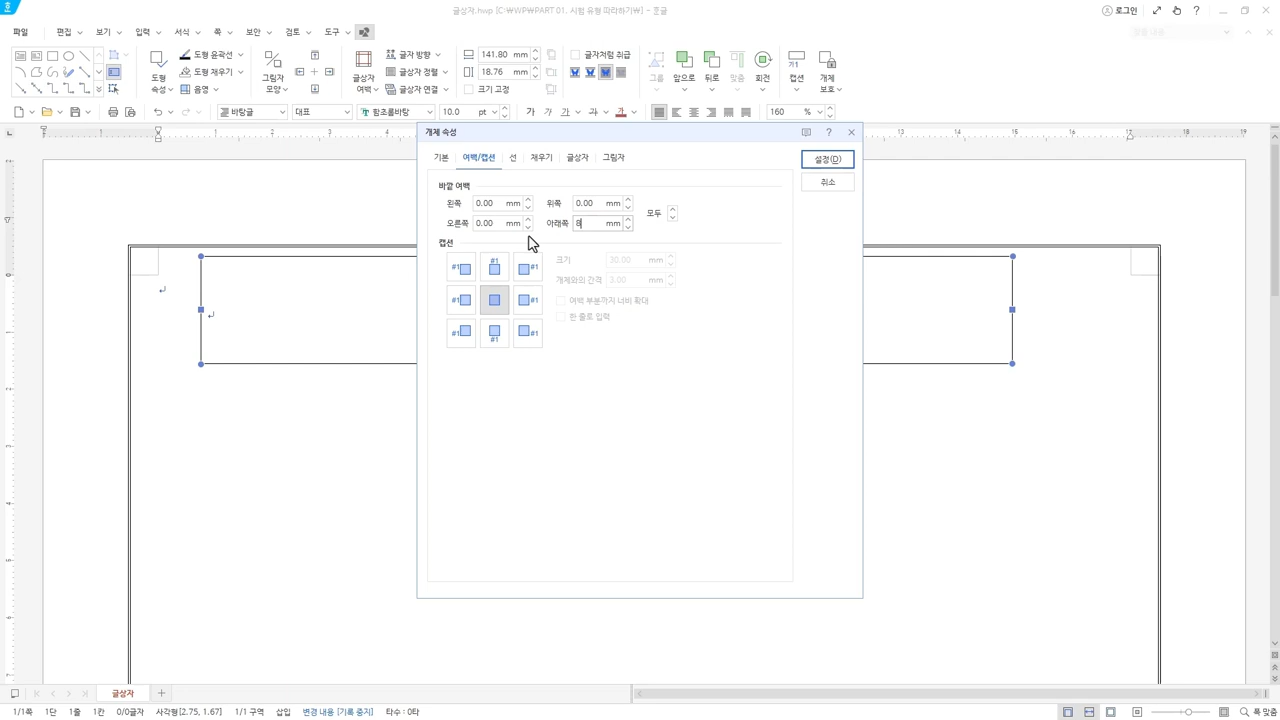 글상자.hwp [C:\WP\PART 01. 시험 유형 따라하기\] - 흔글
로그인
파일 편집 보기 입력 서식 쪽 보안 검토 도구
도형 속성 도형 윤곽선 도형 채우기 음영 그림자 모양 글상자 여백 글자 방향 글자 정렬 글상자 연결
141.80 mm
18.76 mm
크기 고정
글자처럼 취급
그룹 앞으로 뒤로 맞춤 회전 캡션 개체 보호
바탕글 대표 함초롬바탕 10.0 pt 가 가 가 가 가 160 %
개체 속성
기본 여백/캡션 선 채우기 글상자 그림자
설정(D)
취소
바깥 여백
왼쪽 0.00 mm 위쪽 0.00 mm
모두
오른쪽 0.00 mm 아래쪽 8 mm
캡션
크기 30.00 mm
개체와의 간격 3.00 mm
여백 부분까지 너비 확대
한 줄로 입력
글상자
1/1쪽 1단 1줄 1칸 0/0글자 사각형[2.75, 1.67] 1/1 구역 삽입 변경 내용 [기록 중지] 타수 : 0타 폭 맞춤